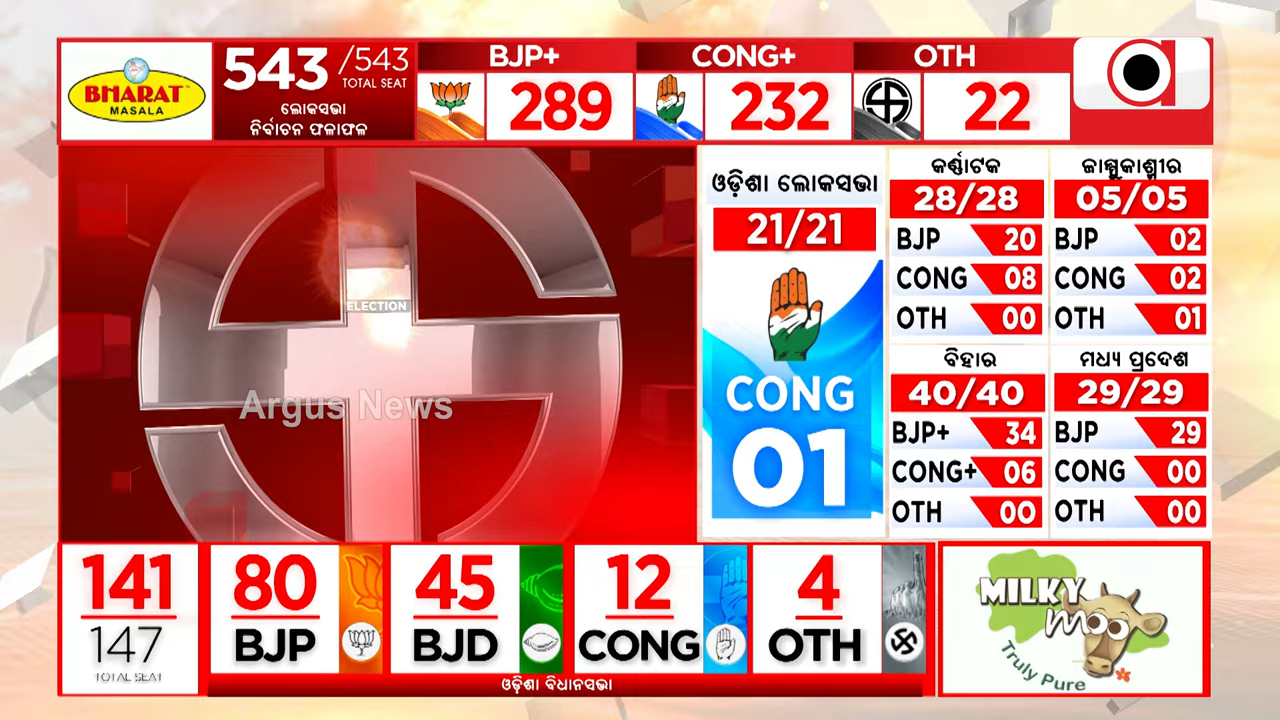 BHARAT
MASALA
543 /543
TOTAL SEAT
ଲୋକସଭା
ନିର୍ବାଚନ ଫଳାଫଳ
BJP+
289
CONG+
232
OTH
22
a
ELECTION
Argus News
ଓଡ଼ିଶା ଲୋକସଭା
21/21
CONG
01
କର୍ଣ୍ଣାଟକ
28/28
BJP 20
CONG 08
OTH 00
ଜାମ୍ମୁକାଶ୍ମୀର
05/05
BJP 02
CONG 02
OTH 01
ବିହାର
40/40
BJP+ 34
CONG+ 06
OTH 00
ମଧ୍ୟ ପ୍ରଦେଶ
29/29
BJP 29
CONG 00
OTH 00
141
147
TOTAL SEAT
80
BJP
45
BJD
12
CONG
4
OTH
ଓଡ଼ିଶା ବିଧାନସଭା
MILKY
MOO
Truly Pure